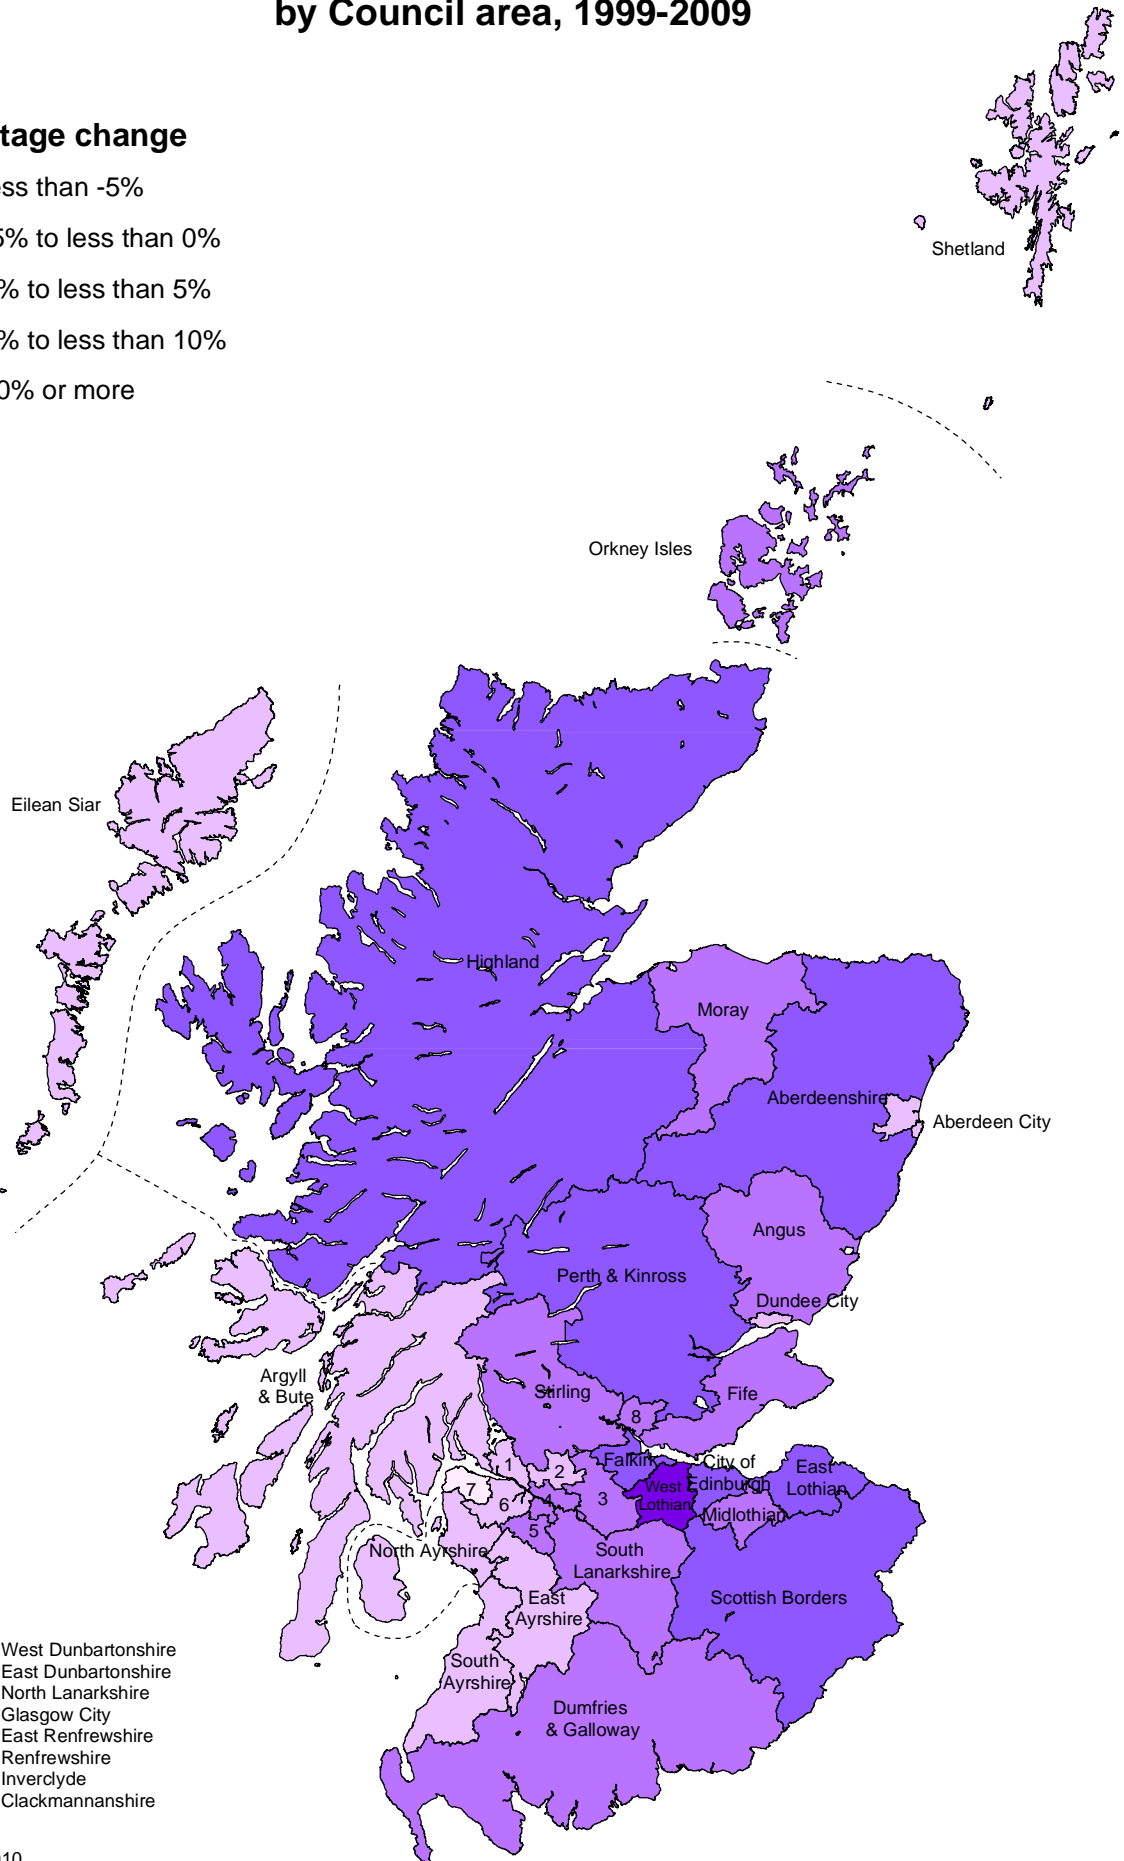 by Council area, 1999-2009
tage change
ess than -5%
5% to less than 0%
% to less than 5%
% to less than 10%
0% or more
Shetland
Orkney Isles
Eilean Siar
Highland
Moray
Aberdeenshire
Aberdeen City
Angus
Perth & Kinross
Dundee City
Argyll
& Bute
Stirling
Fife
8
Falkirk
City of
Edinburgh
East
Lothian
1
2
West
Lothian
7
6
4
3
Midlothian
5
North Ayrshire
South
Lanarkshire
East
Ayrshire
Scottish Borders
South
Ayrshire
Dumfries
& Galloway
West Dunbartonshire
East Dunbartonshire
North Lanarkshire
Glasgow City
East Renfrewshire
Renfrewshire
Inverclyde
Clackmannanshire